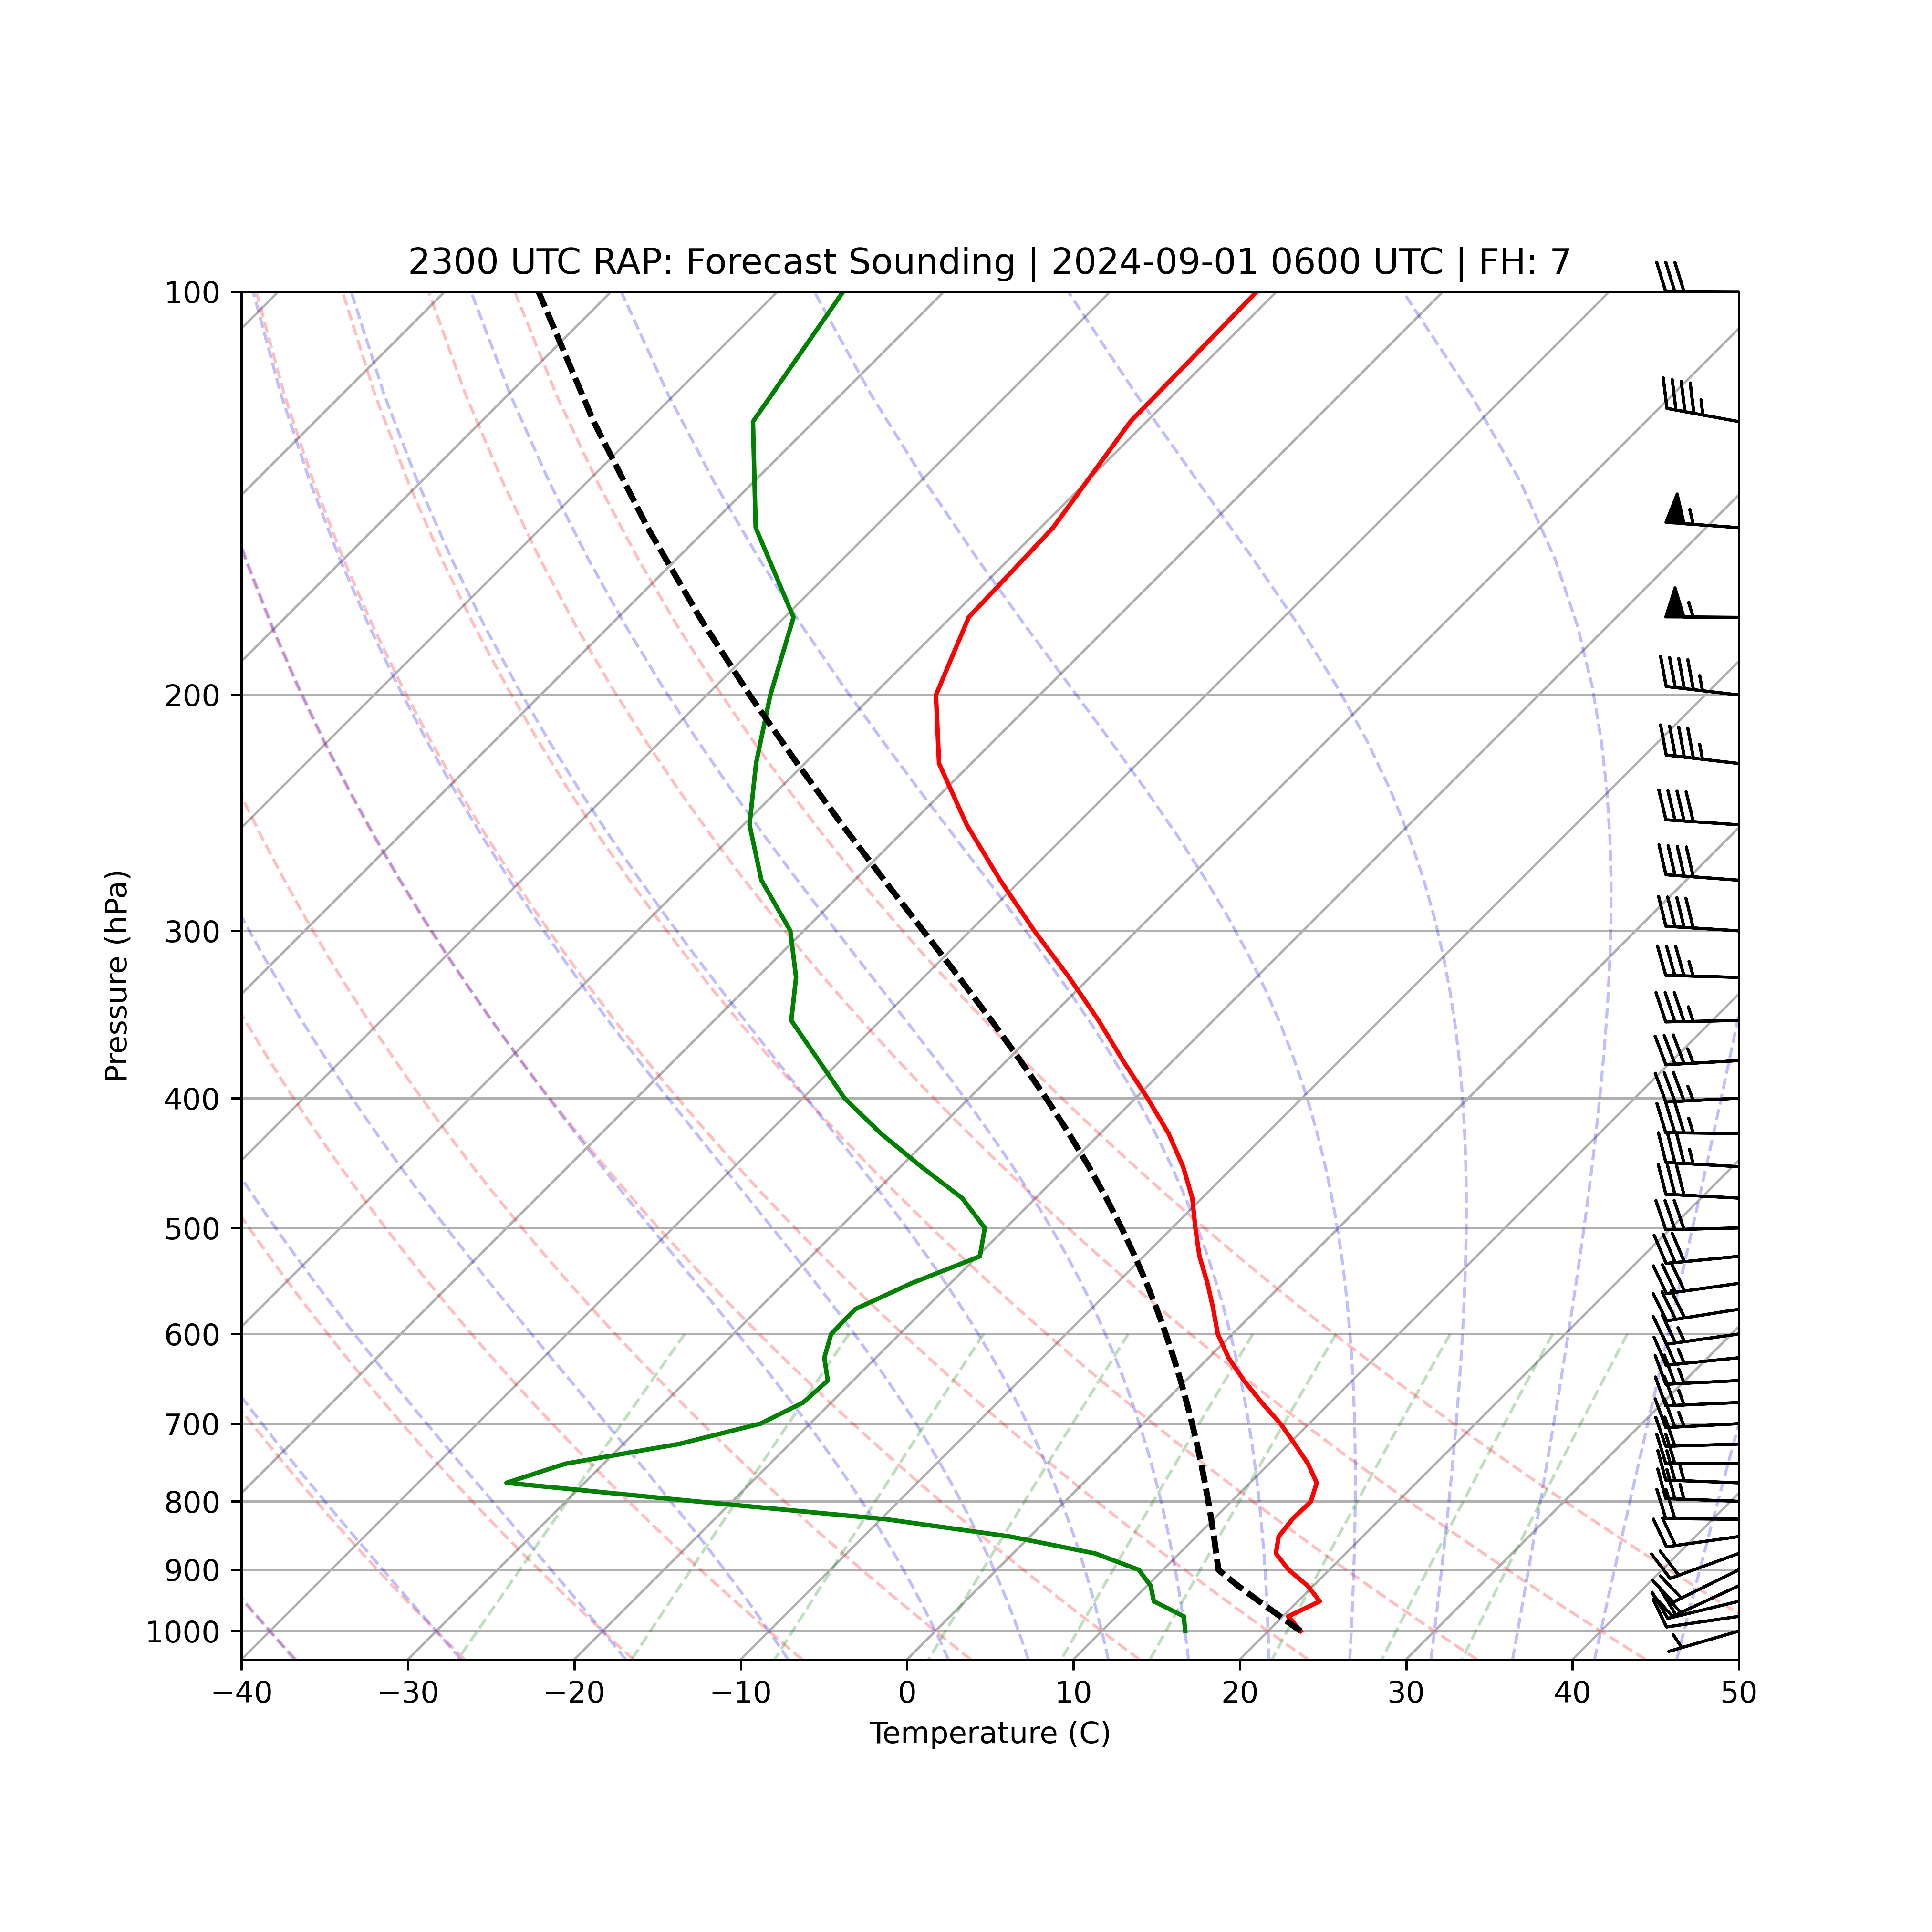 2300 UTC RAP: Forecast Sounding | 2024-09-01 0600 UTC | FH: 7
100
200
300
400
500
600
700
800
900
1000
Pressure (hPa)
−40 −30 −20 −10 0 10 20 30 40 50
Temperature (C)